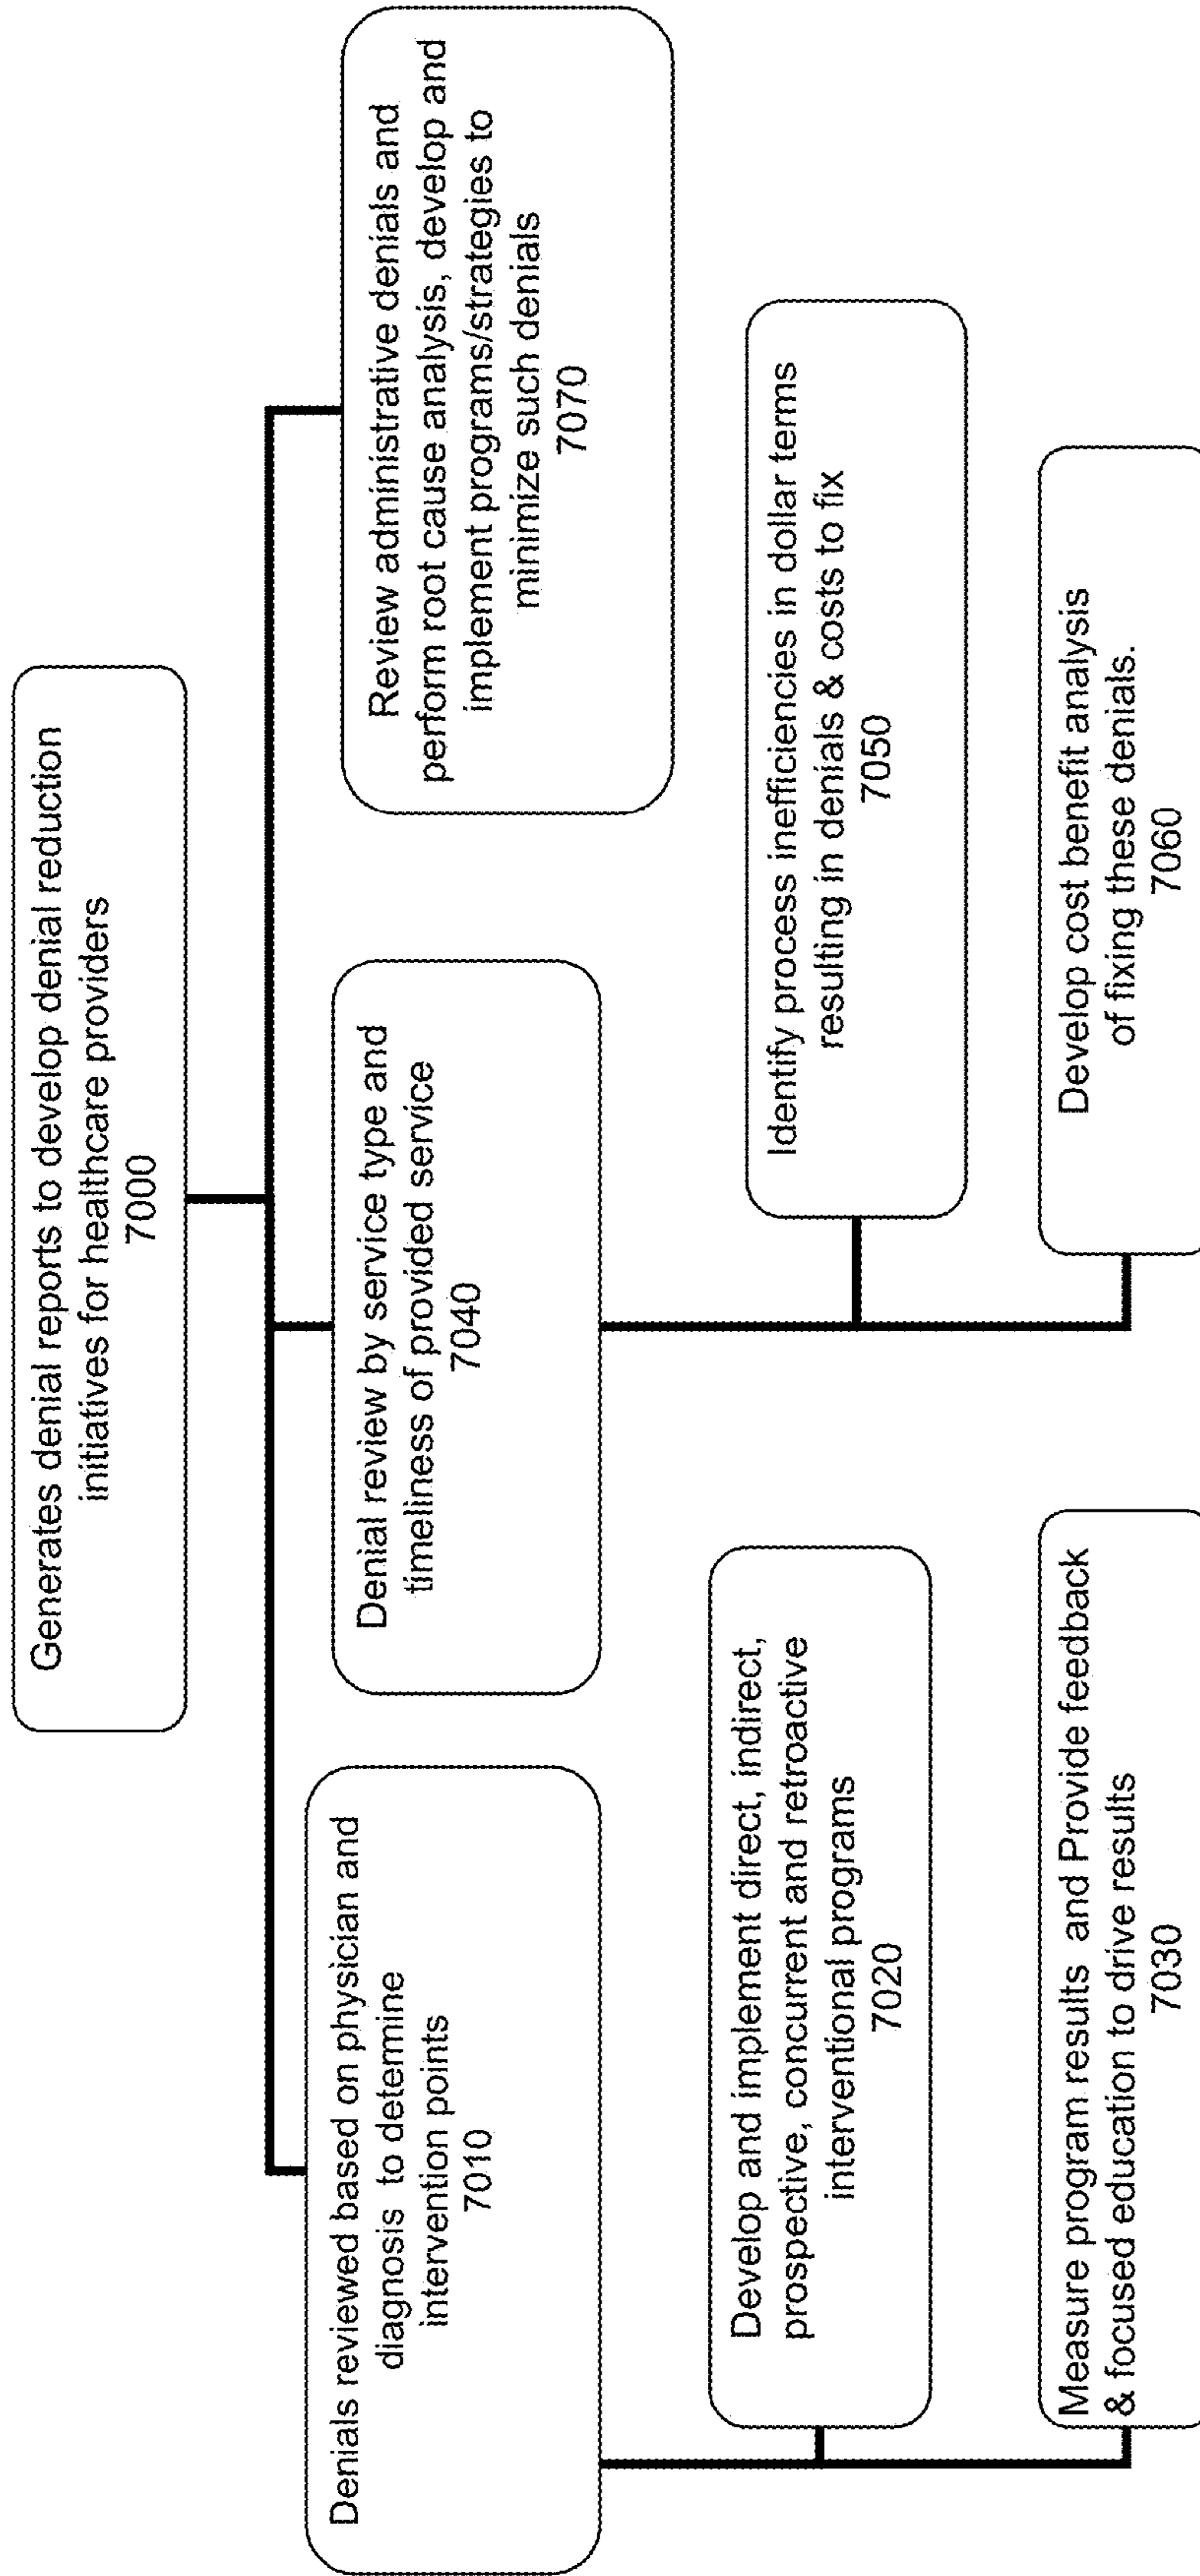 Generates denial reports to develop denial reduction
initiatives for healthcare providers
7000
Denials reviewed based on physician and
diagnosis to determine
intervention points
7010
Develop and implement direct, indirect,
prospective, concurrent and retroactive
interventional programs
7020
Measure program results and Provide feedback
& focused education to drive results
7030
Denial review by service type and
timeliness of provided service
7040
Identify process inefficiencies in dollar terms
resulting in denials & costs to fix
7050
Develop cost benefit analysis
of fixing these denials.
7060
Review administrative denials and
perform root cause analysis, develop and
implement programs/strategies to
minimize such denials
7070